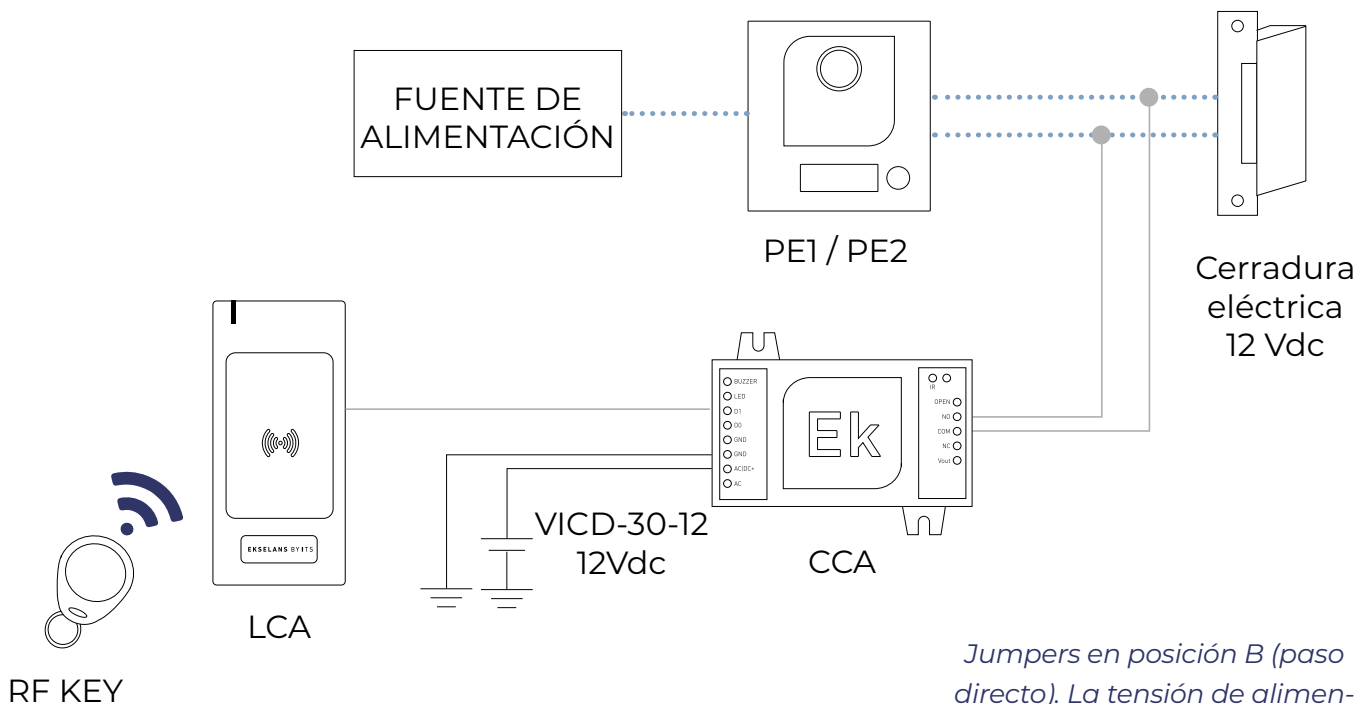 FUENTE DE
ALIMENTACIÓN
PE1 / PE2
Cerradura
eléctrica
12 Vdc
BUZZER
LED
D1
D0
GND
GND
AC|DC+
AC
Ek
IR
OPEN
NO
COM
NC
Vout
VICD-30-12
12Vdc
CCA
EKSELANS BY ITS
LCA
RF KEY
Jumpers en posición B (paso
directo). La tensión de alimen-